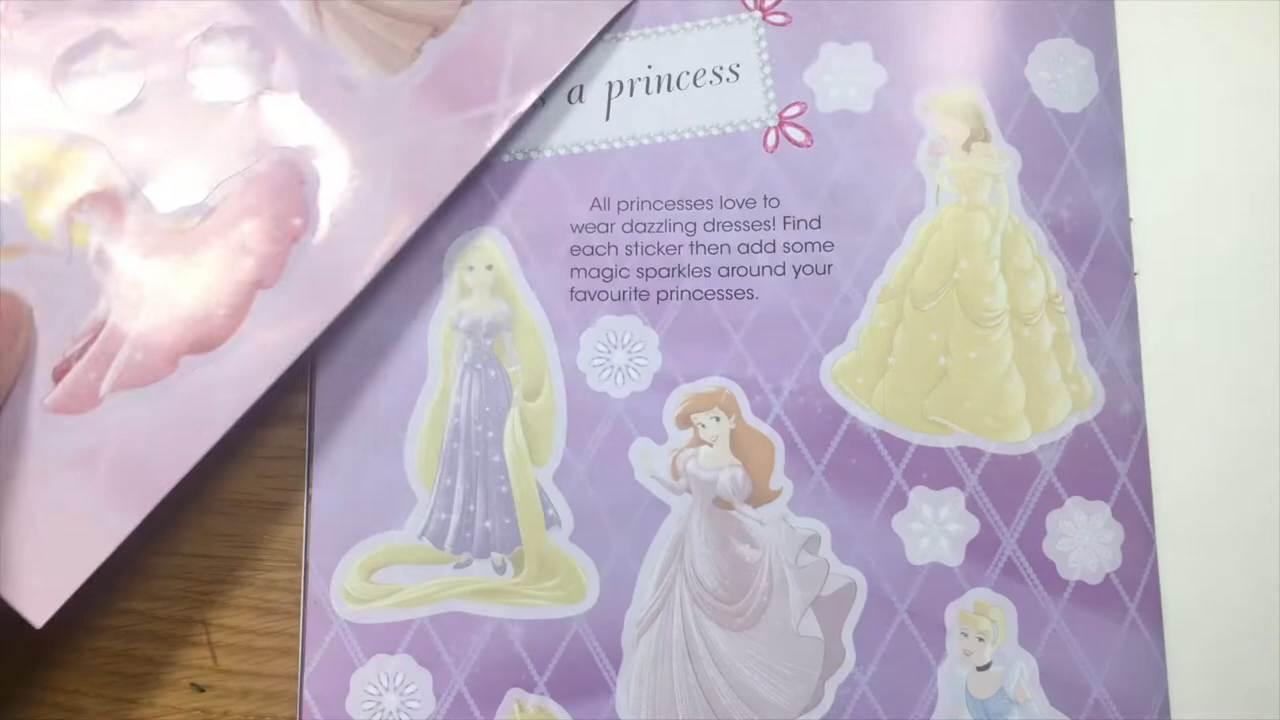 a princess
All princesses love to
wear dazzling dresses! Find
each sticker then add some
magic sparkles around your
favourite princesses.